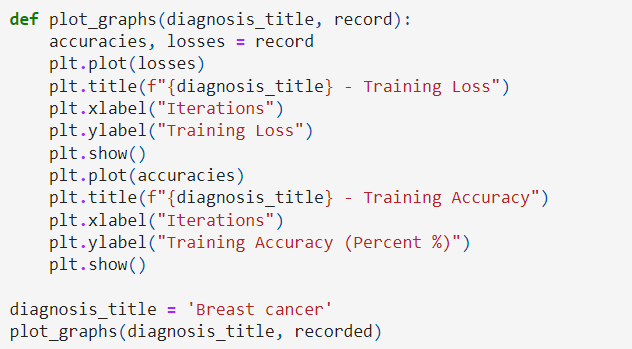 def plot_graphs(diagnosis_title, record):
    accuracies, losses = record
    plt.plot(losses)
    plt.title(f"{diagnosis_title} - Training Loss")
    plt.xlabel("Iterations")
    plt.ylabel("Training Loss")
    plt.show()
    plt.plot(accuracies)
    plt.title(f"{diagnosis_title} - Training Accuracy")
    plt.xlabel("Iterations")
    plt.ylabel("Training Accuracy (Percent %)")
    plt.show()

diagnosis_title = 'Breast cancer'
plot_graphs(diagnosis_title, recorded)